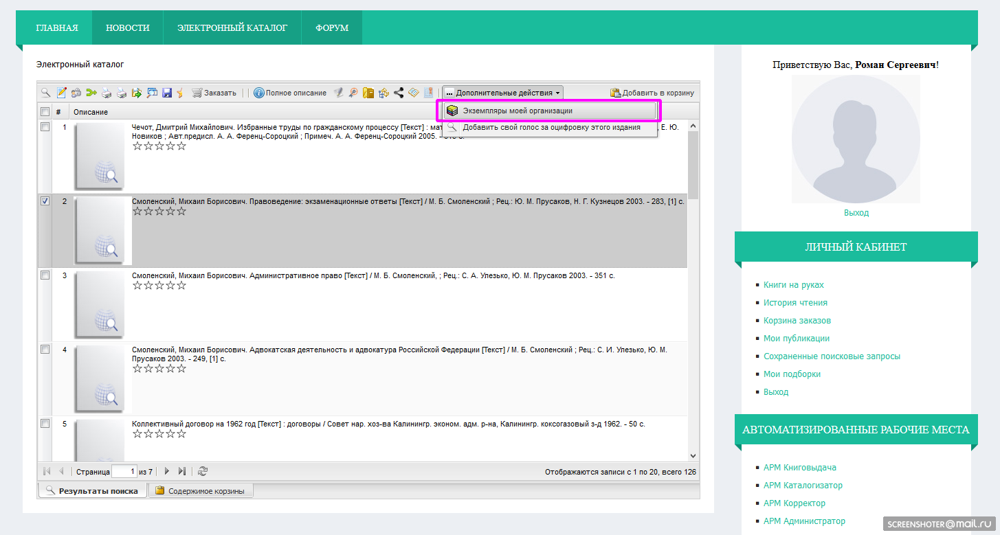 ГЛАВНАЯ НОВОСТИ ЭЛЕКТРОННЫЙ КАТАЛОГ ФОРУМ
Электронный каталог
Заказать Полное описание ... Дополнительные действия Добавить в корзину
Экземпляры моей организации
Добавить свой голос за оцифровку этого издания
# Описание
1 Чечот, Дмитрий Михайлович. Избранные труды по гражданскому процессу [Текст] : , Е. Ю.
Новиков ; Авт.предисл. А. А. Ференц-Сороцкий ; Примеч. А. А. Ференц-Сороцкий 2005. - с.
2 Смоленский, Михаил Борисович. Правоведение: экзаменационные ответы [Текст] / М. Б. Смоленский ; Рец.: Ю. М. Прусаков, Н. Г. Кузнецов 2003. - 283, [1] с.
3 Смоленский, Михаил Борисович. Административное право [Текст] / М. Б. Смоленский, ; Рец.: С. А. Улезько, Ю. М. Прусаков 2003. - 351 с.
4 Смоленский, Михаил Борисович. Адвокатская деятельность и адвокатура Российской Федерации [Текст] / М. Б. Смоленский ; Рец.: С. И. Улезько, Ю. М.
Прусаков 2003. - 249, [1] с.
5 Коллективный договор на 1962 год [Текст] : договоры / Совет нар. хоз-ва Калинингр. эконом. адм. р-на, Калинингр. коксогазовый з-д 1962. - 50 с.
Страница 1 из 7 Отображаются записи с 1 по 20, всего 126
Результаты поиска Содержимое корзины
Приветствую Вас, Роман Сергеевич!
Выход
ЛИЧНЫЙ КАБИНЕТ
Книги на руках
История чтения
Корзина заказов
Мои публикации
Сохраненные поисковые запросы
Мои подборки
Выход
АВТОМАТИЗИРОВАННЫЕ РАБОЧИЕ МЕСТА
АРМ Книговыдача
АРМ Каталогизатор
АРМ Корректор
АРМ Администратор
SCREENSHOTER@mail.ru